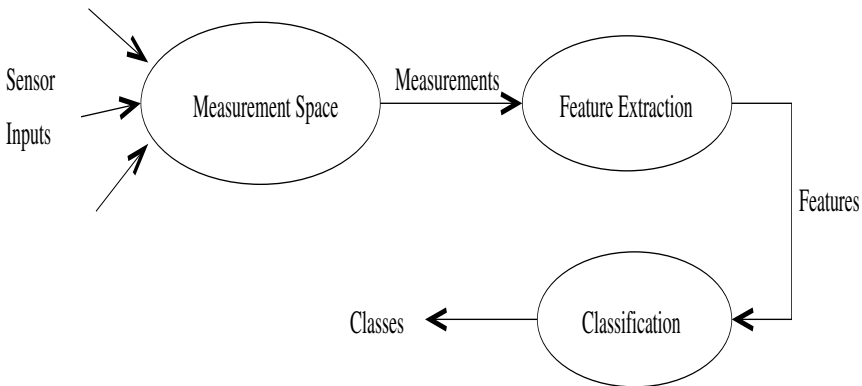 Sensor
Inputs
Measurement Space
Measurements
Feature Extraction
Features
Classification
Classes